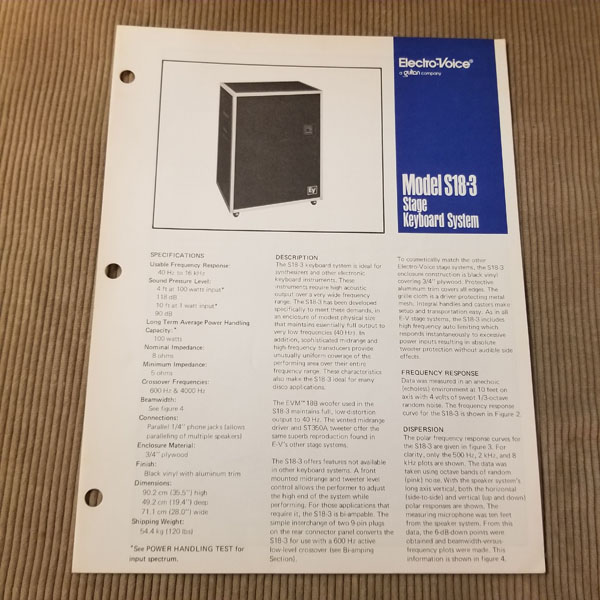 Electro-Voice®
a gulton company
Model S18-3
Stage
Keyboard System
EV
SPECIFICATIONS
Usable Frequency Response:
40 Hz to 16 kHz
Sound Pressure Level:
4 ft at 100 watts input*
118 dB
10 ft at 1 watt input*
90 dB
Long Term Average Power Handling
Capacity:*
100 watts
Nominal Impedance:
8 ohms
Minimum Impedance:
5 ohms
Crossover Frequencies:
600 Hz & 4000 Hz
Beamwidth:
See figure 4
Connections:
Parallel 1/4" phone jacks (allows
paralleling of multiple speakers)
Enclosure Material:
3/4" plywood
Finish:
Black vinyl with aluminum trim
Dimensions:
90.2 cm (35.5") high
49.2 cm (19.4") deep
71.1 cm (28.0") wide
Shipping Weight:
54.4 kg (120 lbs)
*See POWER HANDLING TEST for
input spectrum.
DESCRIPTION
The S18-3 keyboard system is ideal for
synthesizers and other electronic
keyboard instruments. These
instruments require high acoustic
output over a very wide frequency
range. The S18-3 has been developed
specifically to meet these demands, in
an enclosure of modest physical size
that maintains essentially full output to
very low frequencies (40 Hz). In
addition, sophisticated midrange and
high-frequency transducers provide
unusually uniform coverage of the
performing area over their entire
frequency range. These characteristics
also make the S18-3 ideal for many
disco applications.
The EVM™ 18B woofer used in the
S18-3 maintains full, low-distortion
output to 40 Hz. The vented midrange
driver and ST350A tweeter offer the
same superb reproduction found in
E-V's other stage systems.
The S18-3 offers features not available
in other keyboard systems. A front
mounted midrange and tweeter level
control allows the performer to adjust
the high end of the system while
performing. For those applications that
require it, the S18-3 is bi-ampable. The
simple interchange of two 9-pin plugs
on the rear connector panel converts the
S18-3 for use with a 600 Hz active
low-level crossover (see Bi-amping
Section).
To cosmetically match the other
Electro-Voice stage systems, the S18-3
enclosure construction is black vinyl
covering 3/4" plywood. Protective
aluminum trim covers all edges. The
grille cloth is a driver protecting metal
mesh. Integral handles and casters make
setup and transportation easy. As in all
E-V stage systems, the S18-3 includes
high frequency auto limiting which
responds instantaneously to excessive
power inputs resulting in absolute
tweeter protection without audible side
effects.
FREQUENCY RESPONSE
Data was measured in an anechoic
(echoless) environment at 10 feet on
axis with 4 volts of swept 1/3-octave
random noise. The frequency response
curve for the S18-3 is shown in Figure 2.
DISPERSION
The polar frequency response curves for
the S18-3 are given in figure 3. For
clarity, only the 500 Hz, 2 kHz, and 8
kHz plots are shown. The data was
taken using octave bands of random
(pink) noise. With the speaker system's
long axis vertical, both the horizontal
(side-to-side) and vertical (up and down)
polar responses are shown. The
measuring microphone was ten feet
from the speaker system. From this
data, the 6-dB-down points were
obtained and beamwidth versus
frequency plots were made. This
information is shown in figure 4.